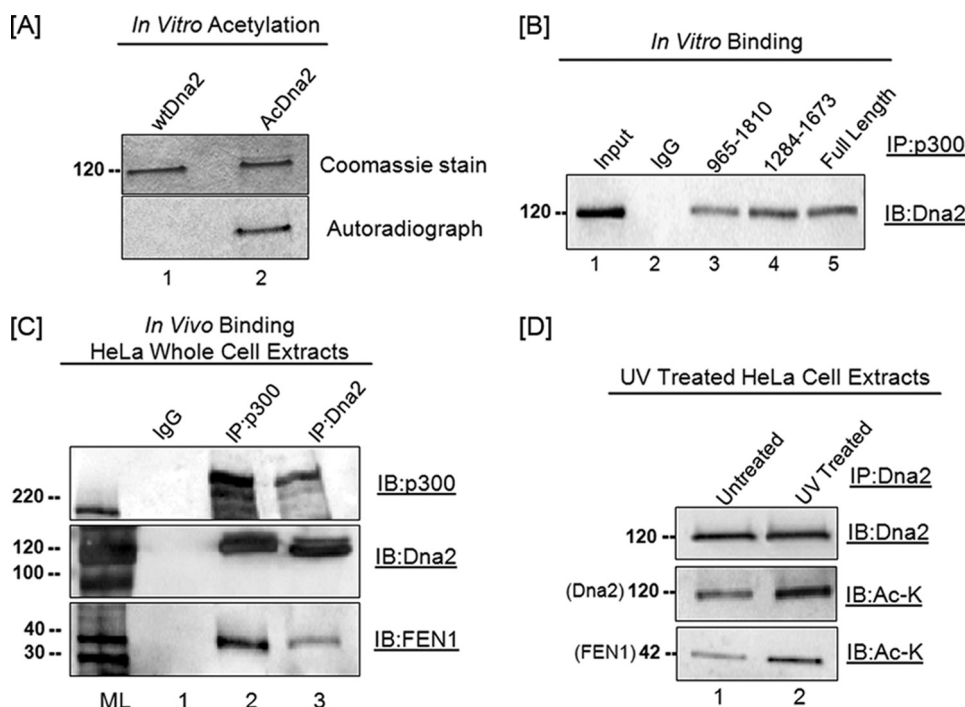 [A]
In Vitro Acetylation
wtDna2
AcDna2
120
Coomassie stain
Autoradiograph
1 2
[B]
In Vitro Binding
Input
IgG
965-1810
1284-1673
Full Length
IP:p300
120 --
IB:Dna2
1 2 3 4 5
[C]
In Vivo Binding
HeLa Whole Cell Extracts
IgG
IP:p300
IP:Dna2
220 --
IB:p300
120 --
100 --
IB:Dna2
40 --
30 --
IB:FEN1
ML 1 2 3
[D]
UV Treated HeLa Cell Extracts
Untreated
UV Treated
IP:Dna2
120 --
IB:Dna2
(Dna2) 120 --
IB:Ac-K
(FEN1) 42 --
IB:Ac-K
1 2